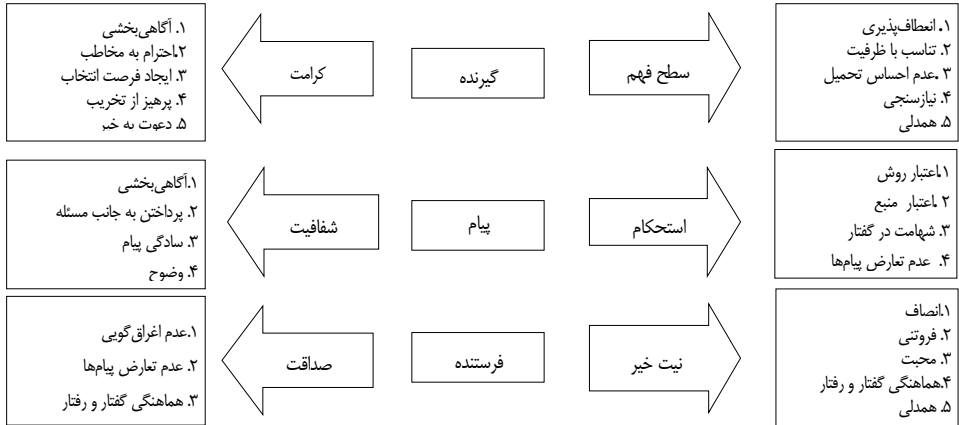 ۱. انعطاف‌پذیری
۲. تناسب با ظرفیت
۳. عدم احساس تحمیل
۴. نیازسنجی
۵. همدلی
سطح فهم
گیرنده
کرامت
۱. آگاهی‌بخشی
۲.احترام به مخاطب
۳. ایجاد فرصت انتخاب
۴. پرهیز از تخریب
۵. دعوت به خیر
۱.اعتبار روش
۲.اعتبار منبع
۳. شهامت در گفتار
۴. عدم تعارض پیام‌ها
استحکام
پیام
شفافیت
۱.آگاهی‌بخشی
۲. پرداختن به جانب مسئله
۳. سادگی پیام
۴. وضوح
۱.انصاف
۲. فروتنی
۳. محبت
۴.هماهنگی گفتار و رفتار
۵. همدلی
نیت خیر
فرستنده
صداقت
۱.عدم اغراق‌گویی
۲. عدم تعارض پیام‌ها
۳. هماهنگی گفتار و رفتار